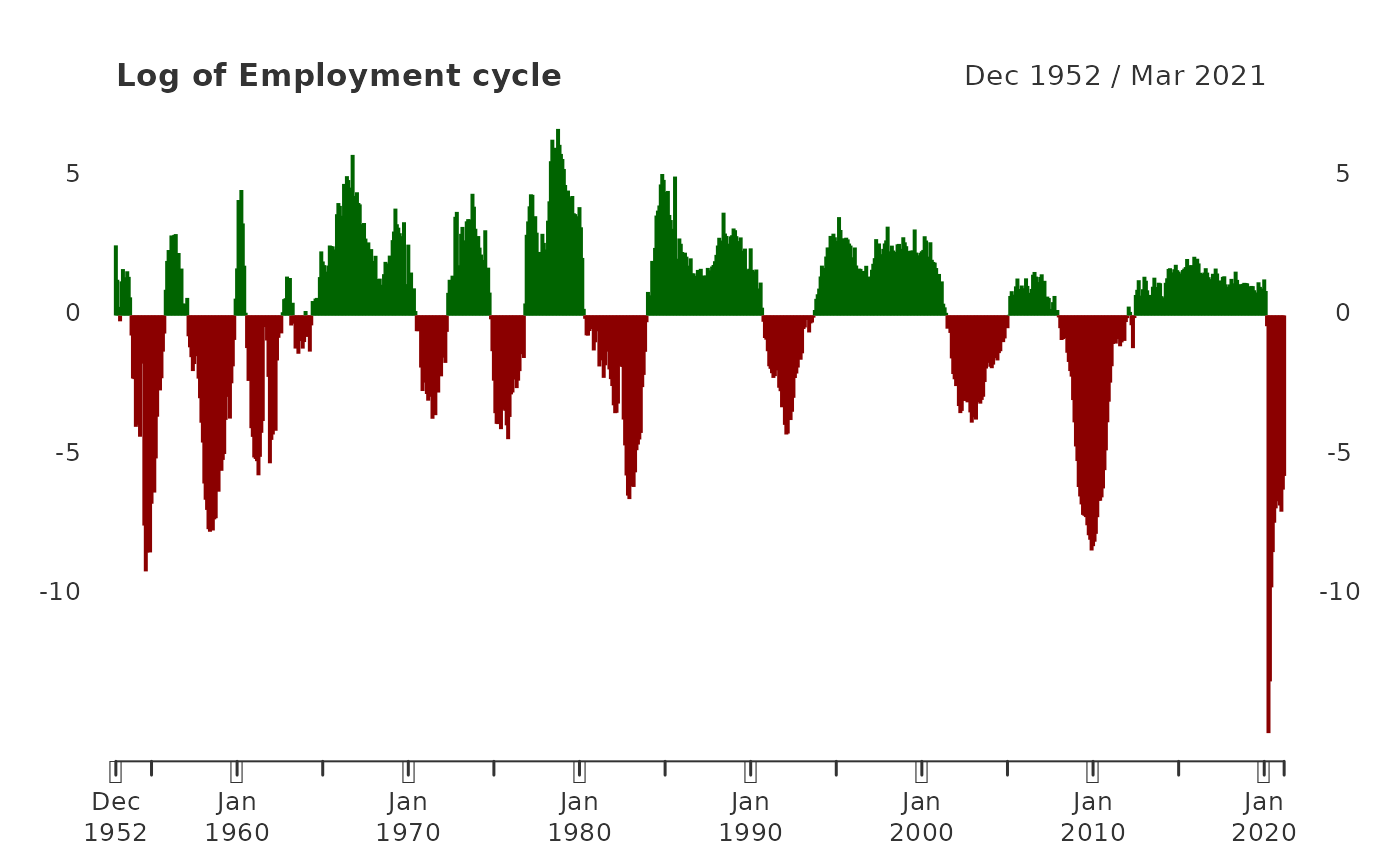 Log of Employment cycle
Dec 1952 / Mar 2021
5 5
0 0
-5 -5
-10 -10
Dec Jan Jan Jan Jan Jan Jan Jan
1952 1960 1970 1980 1990 2000 2010 2020